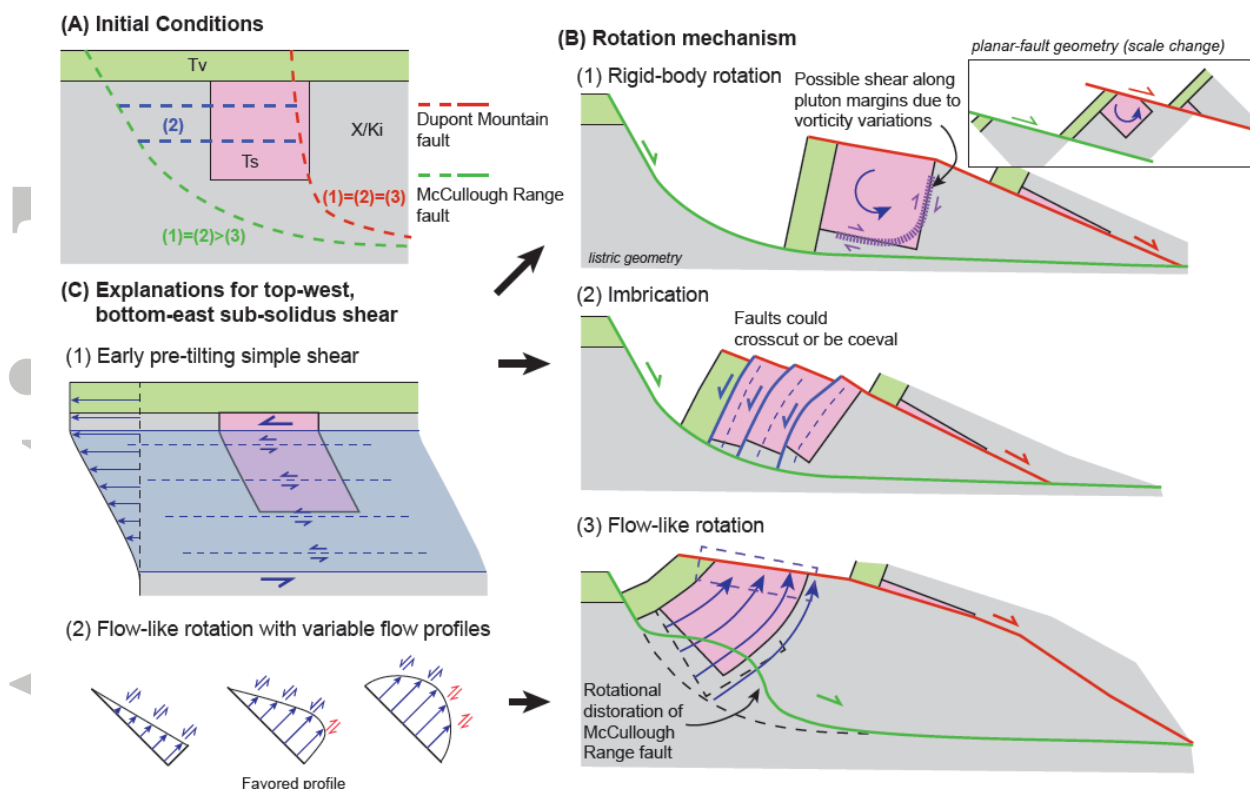 (A) Initial Conditions
Tv
(2)
Ts
X/Ki
(1)=(2)=(3)
(1)=(2)>(3)
Dupont Mountain
fault
McCullough Range
fault
(B) Rotation mechanism
(1) Rigid-body rotation
Possible shear along
pluton margins due to
vorticity variations
planar-fault geometry (scale change)
listric geometry
(2) Imbrication
Faults could
crosscut or be coeval
(3) Flow-like rotation
Rotational
distoration of
McCullough
Range fault
(C) Explanations for top-west,
bottom-east sub-solidus shear
(1) Early pre-tilting simple shear
(2) Flow-like rotation with variable flow profiles
Favored profile